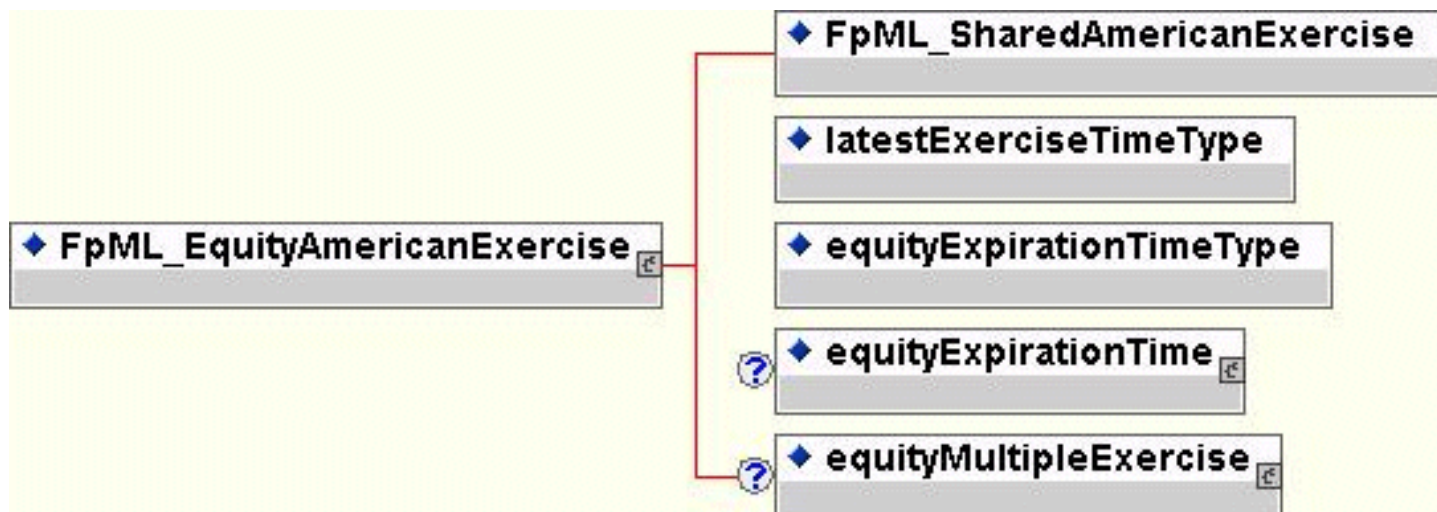 FpML_SharedAmericanExercise
latestExerciseTimeType
FpML_EquityAmericanExercise
equityExpirationTimeType
? equityExpirationTime
? equityMultipleExercise